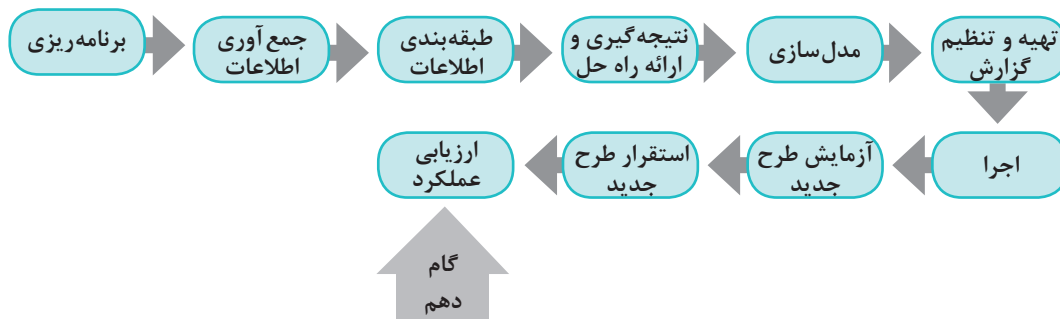 برنامه‌ریزی
جمع‌آوری
اطلاعات
طبقه‌بندی
اطلاعات
نتیجه‌گیری و
ارائه راه حل
مدل‌سازی
تهیه و تنظیم
گزارش
اجرا
آزمایش طرح
جدید
استقرار طرح
جدید
ارزیابی
عملکرد
گام
دهم